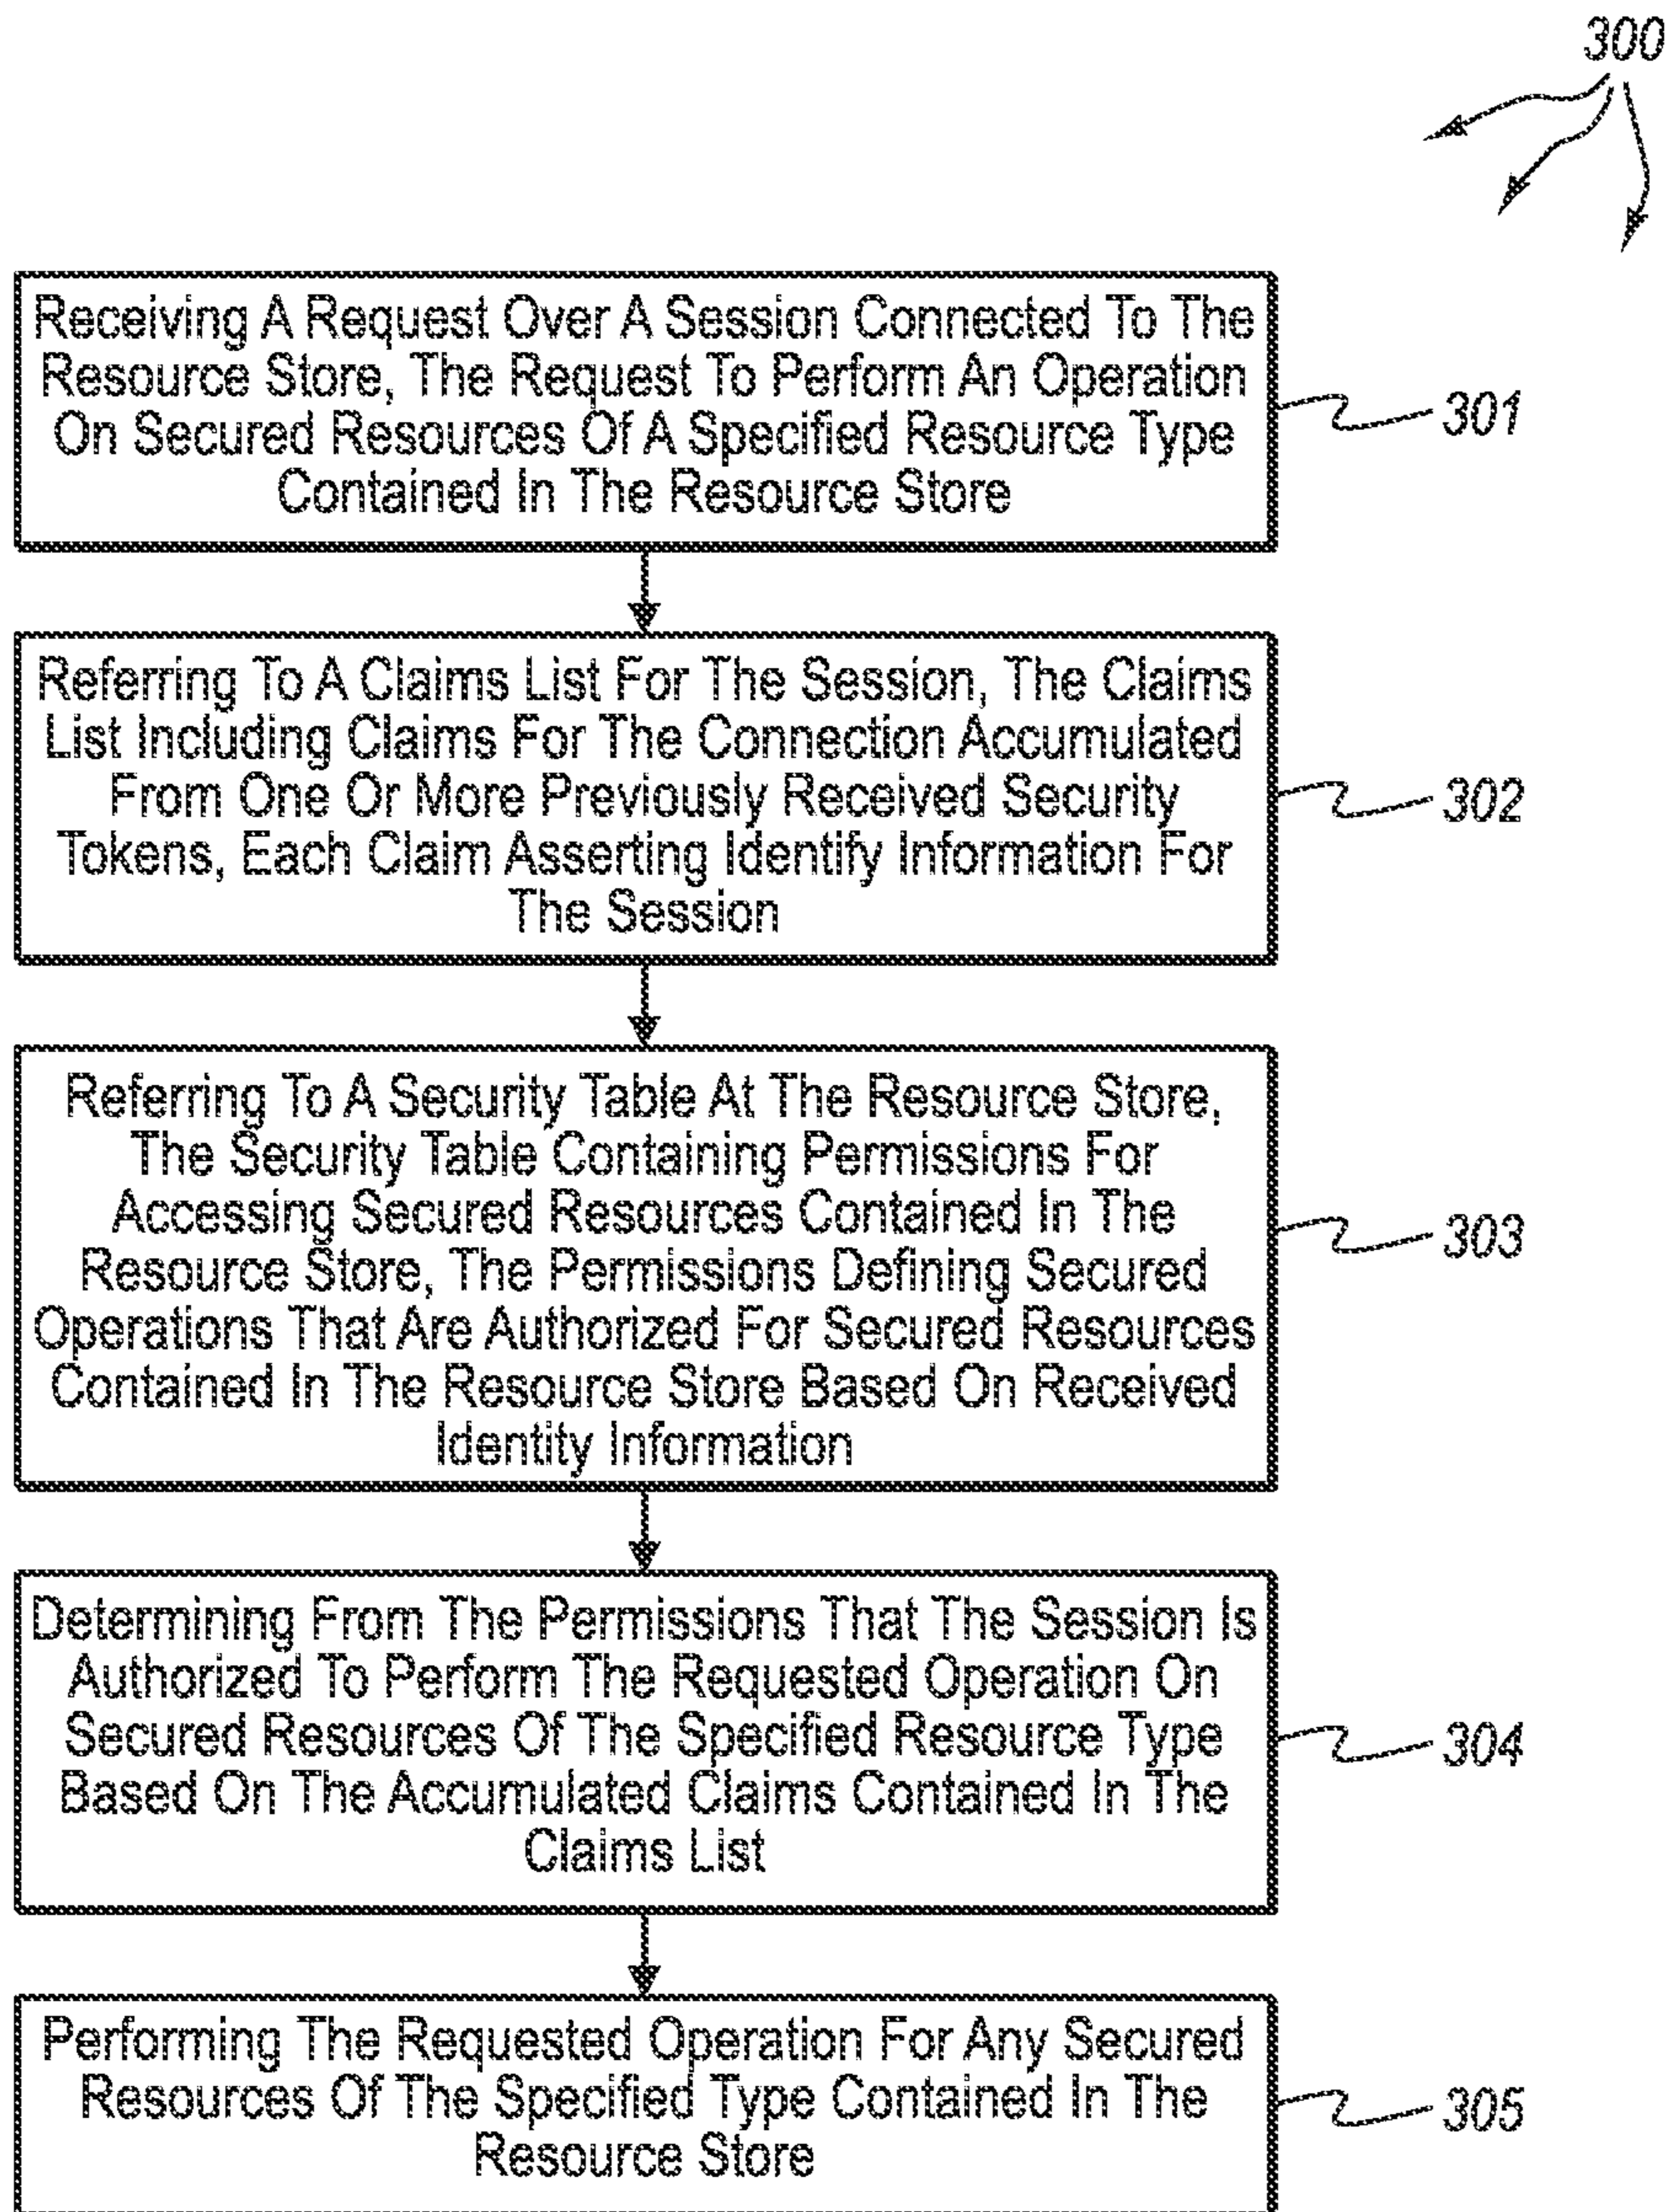 300
Receiving A Request Over A Session Connected To The
Resource Store, The Request To Perform An Operation
On Secured Resources Of A Specified Resource Type
Contained In The Resource Store
301
Referring To A Claims List For The Session, The Claims
List Including Claims For The Connection Accumulated
From One Or More Previously Received Security
Tokens, Each Claim Asserting Identify Information For
The Session
302
Referring To A Security Table At The Resource Store,
The Security Table Containing Permissions For
Accessing Secured Resources Contained In The
Resource Store, The Permissions Defining Secured
Operations That Are Authorized For Secured Resources
Contained In The Resource Store Based On Received
Identity Information
303
Determining From The Permissions That The Session Is
Authorized To Perform The Requested Operation On
Secured Resources Of The Specified Resource Type
Based On The Accumulated Claims Contained In The
Claims List
304
Performing The Requested Operation For Any Secured
Resources Of The Specified Type Contained In The
Resource Store
305